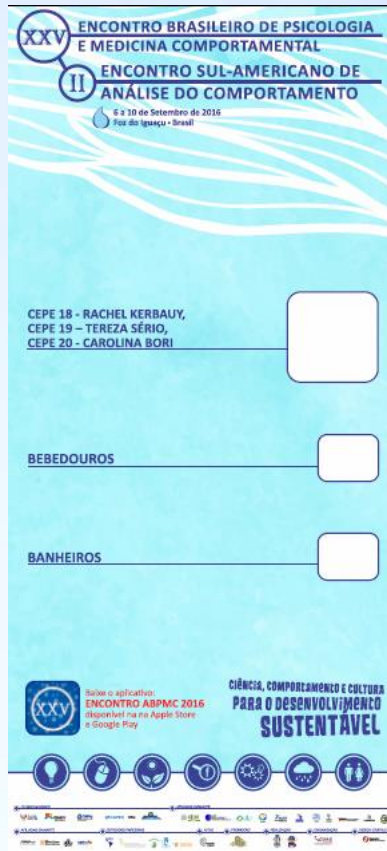 XXV
ENCONTRO BRASILEIRO DE PSICOLOGIA
E MEDICINA COMPORTAMENTAL
II
ENCONTRO SUL-AMERICANO DE
ANÁLISE DO COMPORTAMENTO
6 a 10 de Setembro de 2016
Foz do Iguaçu - Brasil
CEPE 18 - RACHEL KERBAUY,
CEPE 19 – TEREZA SÉRIO,
CEPE 20 - CAROLINA BORI
BEBEDOUROS
BANHEIROS
XXV
Baixe o aplicativo:
ENCONTRO ABPMC 2016
disponível na na Apple Store
e Google Play
CIÊNCIA, COMPORTAMENTO E CULTURA
PARA O DESENVOLVIMENTO
SUSTENTÁVEL